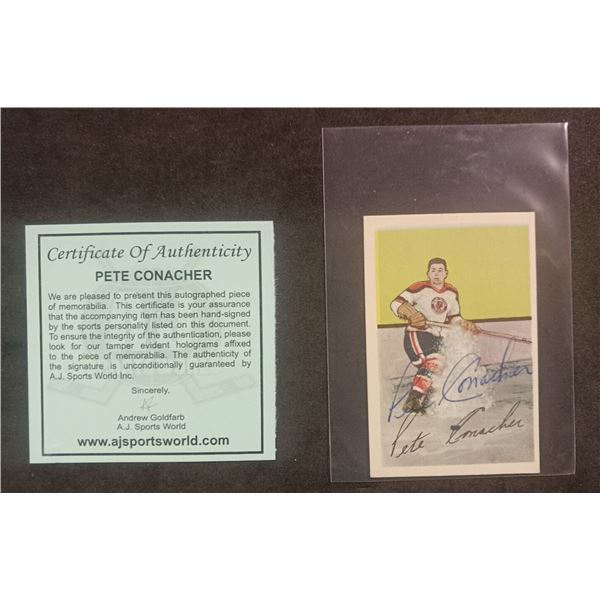 Certificate Of Authenticity
PETE CONACHER
We are pleased to present this autographed piece
of memorabilia. This certificate is your assurance
that the accompanying item has been hand-signed
by the sports personality listed on this document.
To ensure the integrity of the autograph, please
look for our tamper evident holograms affixed
to the piece of memorabilia. The authenticity of
the signature is unconditionally guaranteed by
A.J. Sports World Inc.
Sincerely,
Andrew Goldfarb
A.J. Sports World
www.ajsportsworld.com
Pete Conacher
Pete Conacher